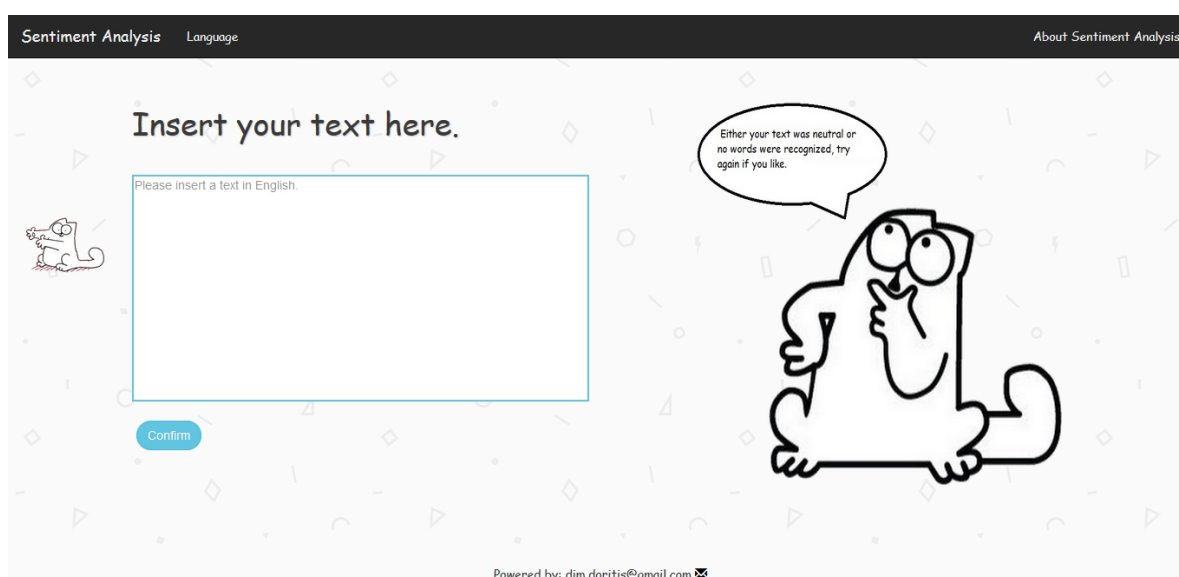 Sentiment Analysis Language About Sentiment Analysis
Insert your text here.
Please insert a text in English.
Either your text was neutral or
no words were recognized, try
again if you like.
Confirm
Powered by: dim.doritis@gmail.com